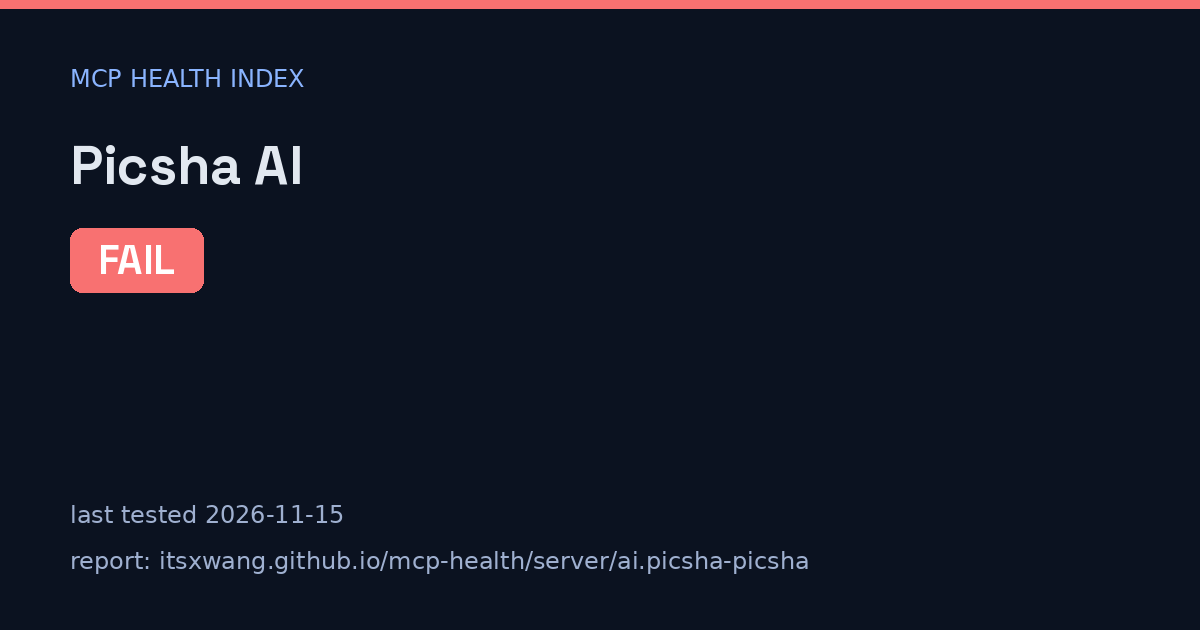 MCP HEALTH INDEX
Picsha AI
FAIL
last tested 2026-11-15
report: itsxwang.github.io/mcp-health/server/ai.picsha-picsha